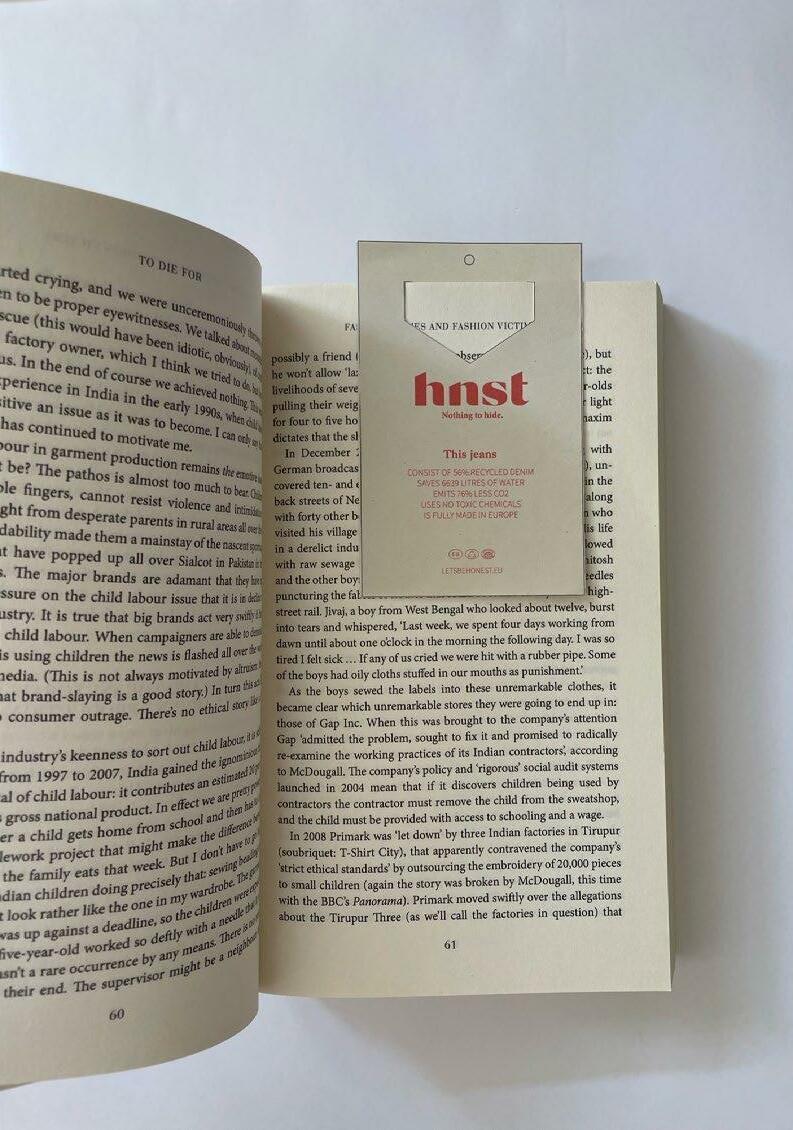 TO DIE FOR
rted crying, and we were unceremoniously
en to be proper eyewitnesses. We talked about
scue (this would have been idiotic, obviously),
factory owner, which I think we tried to do, but
us. In the end of course we achieved nothing. This
xperience in India in the early 1990s, when child
sitive an issue as it was to become. I can only say
has continued to motivate me.
bour in garment production remains the emotive
t be? The pathos is almost too much to bear.
ble fingers, cannot resist violence and intimidation
ght from desperate parents in rural areas all over
dability made them a mainstay of the nascent
at have popped up all over Sialcot in Pakistan
s. The major brands are adamant that they have
essure on the child labour issue that it is in
ustry. It is true that big brands act very swiftly
child labour. When campaigners are able to
is using children the news is flashed all over the
media. (This is not always motivated by altruism
hat brand-slaying is a good story.) In turn this
o consumer outrage. There's no ethical story like
industry's keenness to sort out child labour, it is
from 1997 to 2007, India gained the ignominious
al of child labour: it contributes an estimated 20
s gross national product. In effect we are pretty
er a child gets home from school and then has
lework project that might make the difference
the family eats that week. But I don't have to
ndian children doing precisely that: sewing
t look rather like the one in my wardrobe. The
was up against a deadline, so the children were
five-year-old worked so deftly with a needle that
asn't a rare occurrence by any means. There is
their end. The supervisor might be a neighbour
60
FA ES AND FASHION VICTI
possibly a friend ( obser ), but
he won't allow 'la t: the
livelihoods of seve r-olds
pulling their weig light
for four to five ho maxim
dictates that the sl
In December 2 with
German broadcas ), un-
covered ten- and e in the
back streets of Ne along
with forty other b n who
visited his village is life
in a derelict indu lowed
with raw sewage hitosh
and the other boy eedles
puncturing the fab high-
street rail. Jivaj, a boy from West Bengal who looked about twelve, burst
into tears and whispered, 'Last week, we spent four days working from
dawn until about one o'clock in the morning the following day. I was so
tired I felt sick ... If any of us cried we were hit with a rubber pipe. Some
of the boys had oily cloths stuffed in our mouths as punishment.'
As the boys sewed the labels into these unremarkable clothes, it
became clear which unremarkable stores they were going to end up in:
those of Gap Inc. When this was brought to the company's attention
Gap 'admitted the problem, sought to fix it and promised to radically
re-examine the working practices of its Indian contractors', according
to McDougall. The company's policy and 'rigorous' social audit systems
launched in 2004 mean that if it discovers children being used by
contractors the contractor must remove the child from the sweatshop,
and the child must be provided with access to schooling and a wage.
In 2008 Primark was 'let down' by three Indian factories in Tirupur
(soubriquet: T-Shirt City), that apparently contravened the company's
'strict ethical standards' by outsourcing the embroidery of 20,000 pieces
to small children (again the story was broken by McDougall, this time
with the BBC's Panorama). Primark moved swiftly over the allegations
about the Tirupur Three (as we'll call the factories in question) that
61
hnst
Nothing to hide.
This jeans
CONSIST OF 56% RECYCLED DENIM
SAVES 6639 LITRES OF WATER
EMITS 76% LESS CO2
USES NO TOXIC CHEMICALS
IS FULLY MADE IN EUROPE
LETSBEHONEST.EU